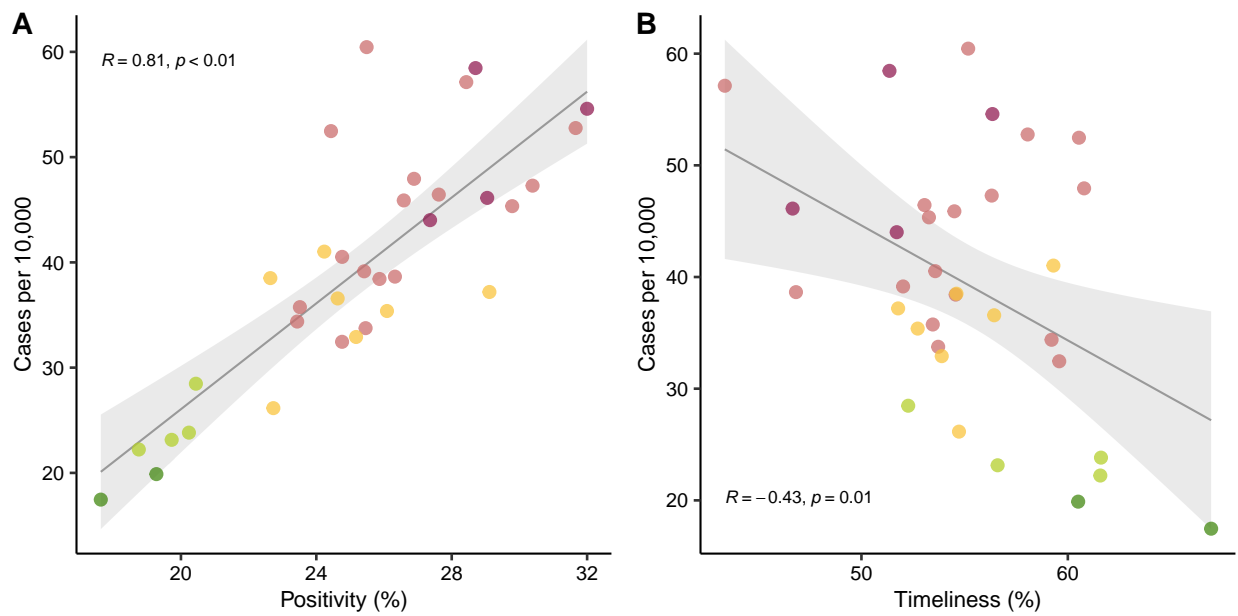 A
R = 0.81, p < 0.01
Cases per 10,000
60
50
40
30
20
20 24 28 32
Positivity (%)
B
R = −0.43, p = 0.01
Cases per 10,000
60
50
40
30
20
50 60
Timeliness (%)